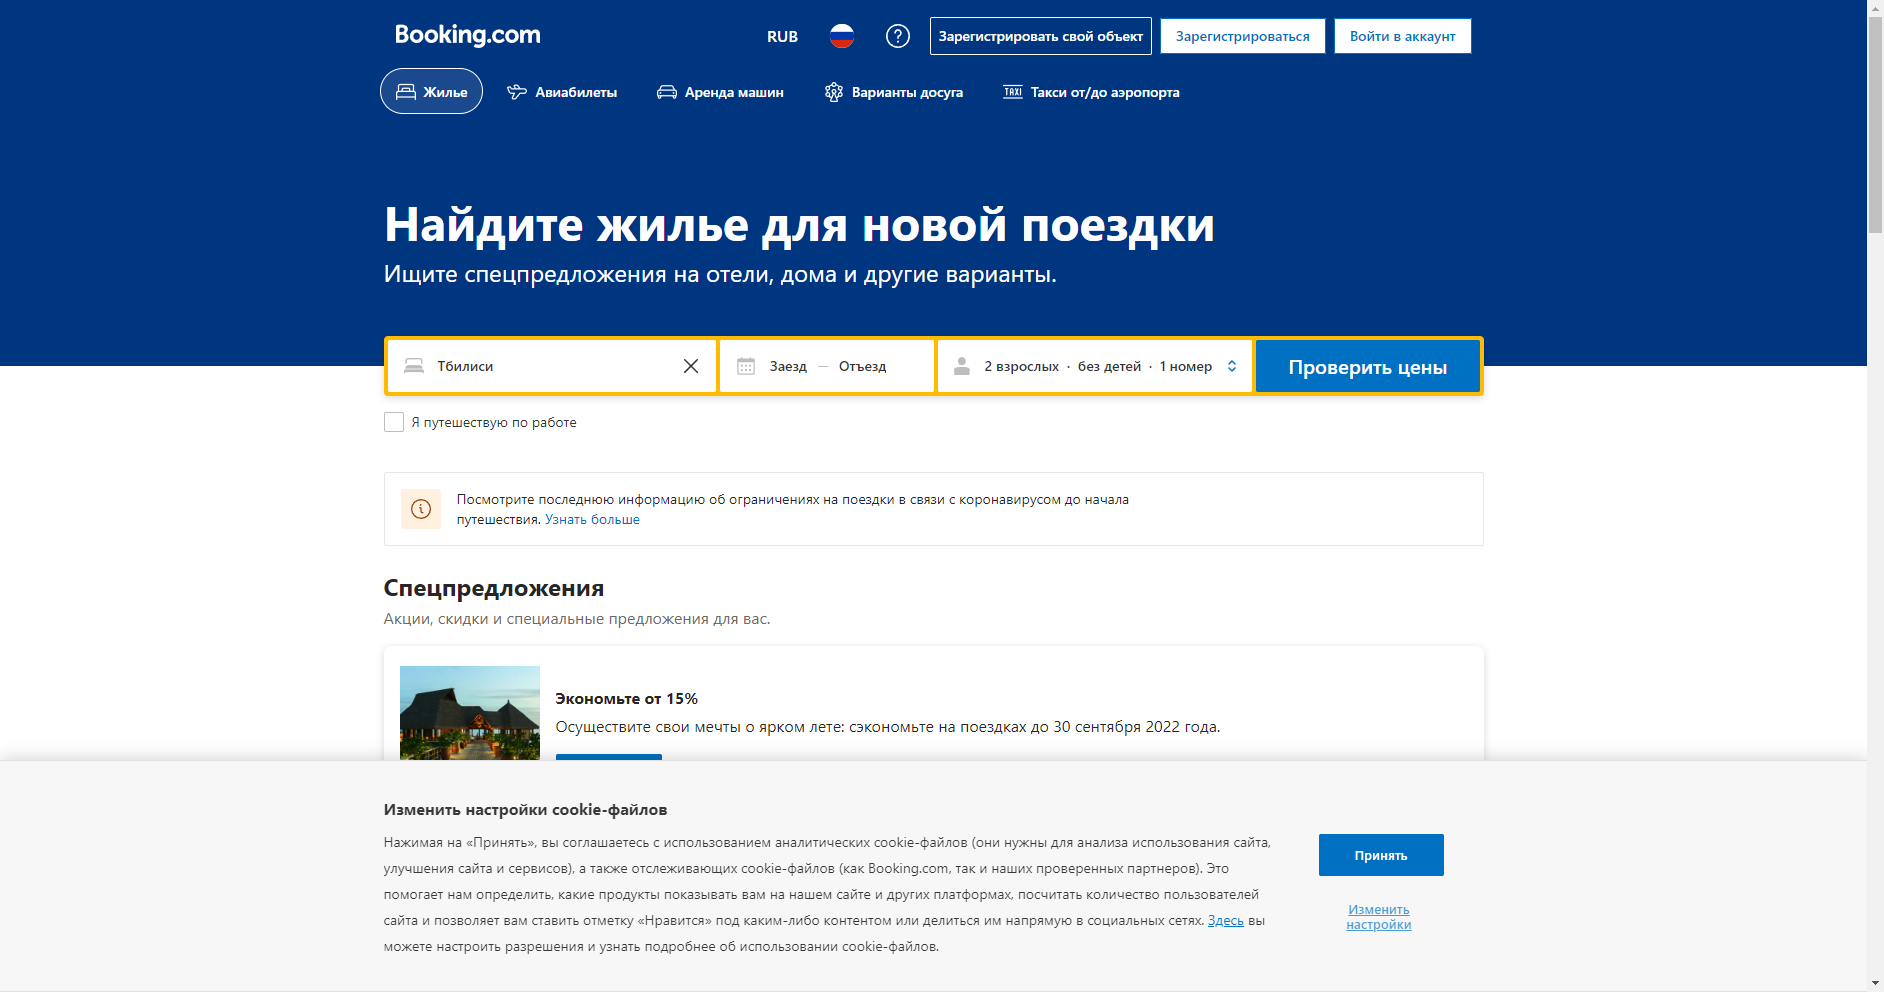 Booking.com
RUB
Зарегистрировать свой объект
Зарегистрироваться
Войти в аккаунт
Жилье
Авиабилеты
Аренда машин
Варианты досуга
TAXI
Такси от/до аэропорта
Найдите жилье для новой поездки
Ищите спецпредложения на отели, дома и другие варианты.
Тбилиси
Заезд — Отъезд
2 взрослых · без детей · 1 номер
Проверить цены
Я путешествую по работе
Посмотрите последнюю информацию об ограничениях на поездки в связи с коронавирусом до начала
путешествия. Узнать больше
Спецпредложения
Акции, скидки и специальные предложения для вас.
Экономьте от 15%
Осуществите свои мечты о ярком лете: сэкономьте на поездках до 30 сентября 2022 года.
Изменить настройки cookie-файлов
Нажимая на «Принять», вы соглашаетесь с использованием аналитических cookie-файлов (они нужны для анализа использования сайта,
улучшения сайта и сервисов), а также отслеживающих cookie-файлов (как Booking.com, так и наших проверенных партнеров). Это
помогает нам определить, какие продукты показывать вам на нашем сайте и других платформах, посчитать количество пользователей
сайта и позволяет вам ставить отметку «Нравится» под каким-либо контентом или делиться им напрямую в социальных сетях. Здесь вы
можете настроить разрешения и узнать подробнее об использовании cookie-файлов.
Принять
Изменить
настройки